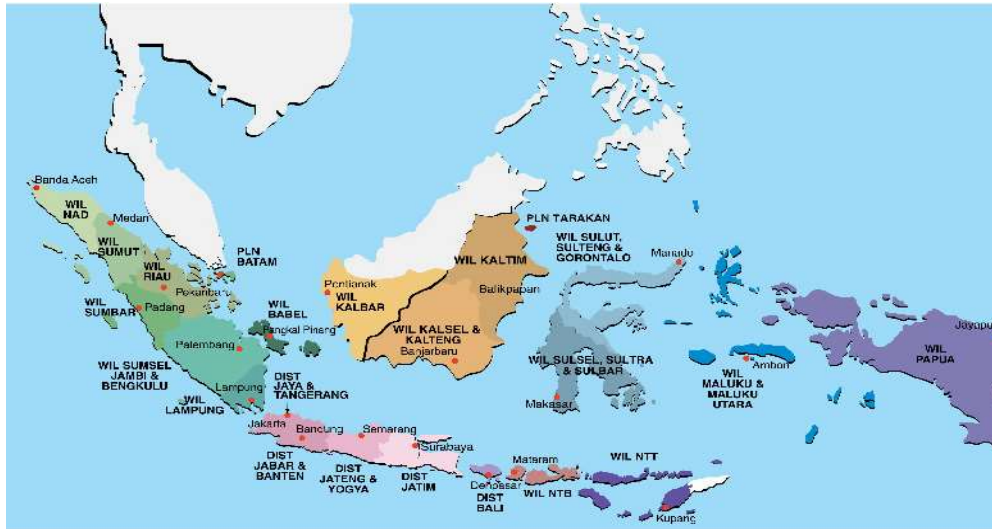 Banda Aceh
WIL
NAD
Medan
WIL
SUMUT
WIL
RIAU
Pekanbaru
PLN
BATAM
WIL
SUMBAR
Padang
WIL
BABEL
Pangkal Pinang
Palembang
WIL SUMSEL
JAMBI &
BENGKULU
Lampung
WIL
LAMPUNG
DIST
JAYA &
TANGERANG
Jakarta
Bandung
Semarang
Surabaya
DIST
JABAR &
BANTEN
DIST
JATENG &
YOGYA
DIST
JATIM
Pontianak
WIL
KALBAR
WIL KALTIM
Balikpapan
WIL KALSEL &
KALTENG
Banjarbaru
PLN TARAKAN
WIL SULUT,
SULTENG &
GORONTALO
Manado
WIL SULSEL, SULTRA
& SULBAR
Makasar
Denpasar
DIST
BALI
Mataram
WIL NTB
WIL NTT
Kupang
Ambon
WIL
MALUKU &
MALUKU
UTARA
Jayapura
WIL
PAPUA